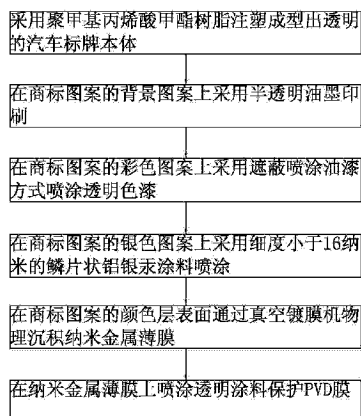 采用聚甲基丙烯酸甲酯树脂注塑成型出透明
的汽车标牌本体
在商标图案的背景图案上采用半透明油墨印
刷
在商标图案的彩色图案上采用遮蔽喷涂油漆
方式喷涂透明色漆
在商标图案的银色图案上采用细度小于16纳
米的鳞片状铝银汞涂料喷涂
在商标图案的颜色层表面通过真空镀膜机物
理沉积纳米金属薄膜
在纳米金属薄膜上喷涂透明涂料保护PVD膜